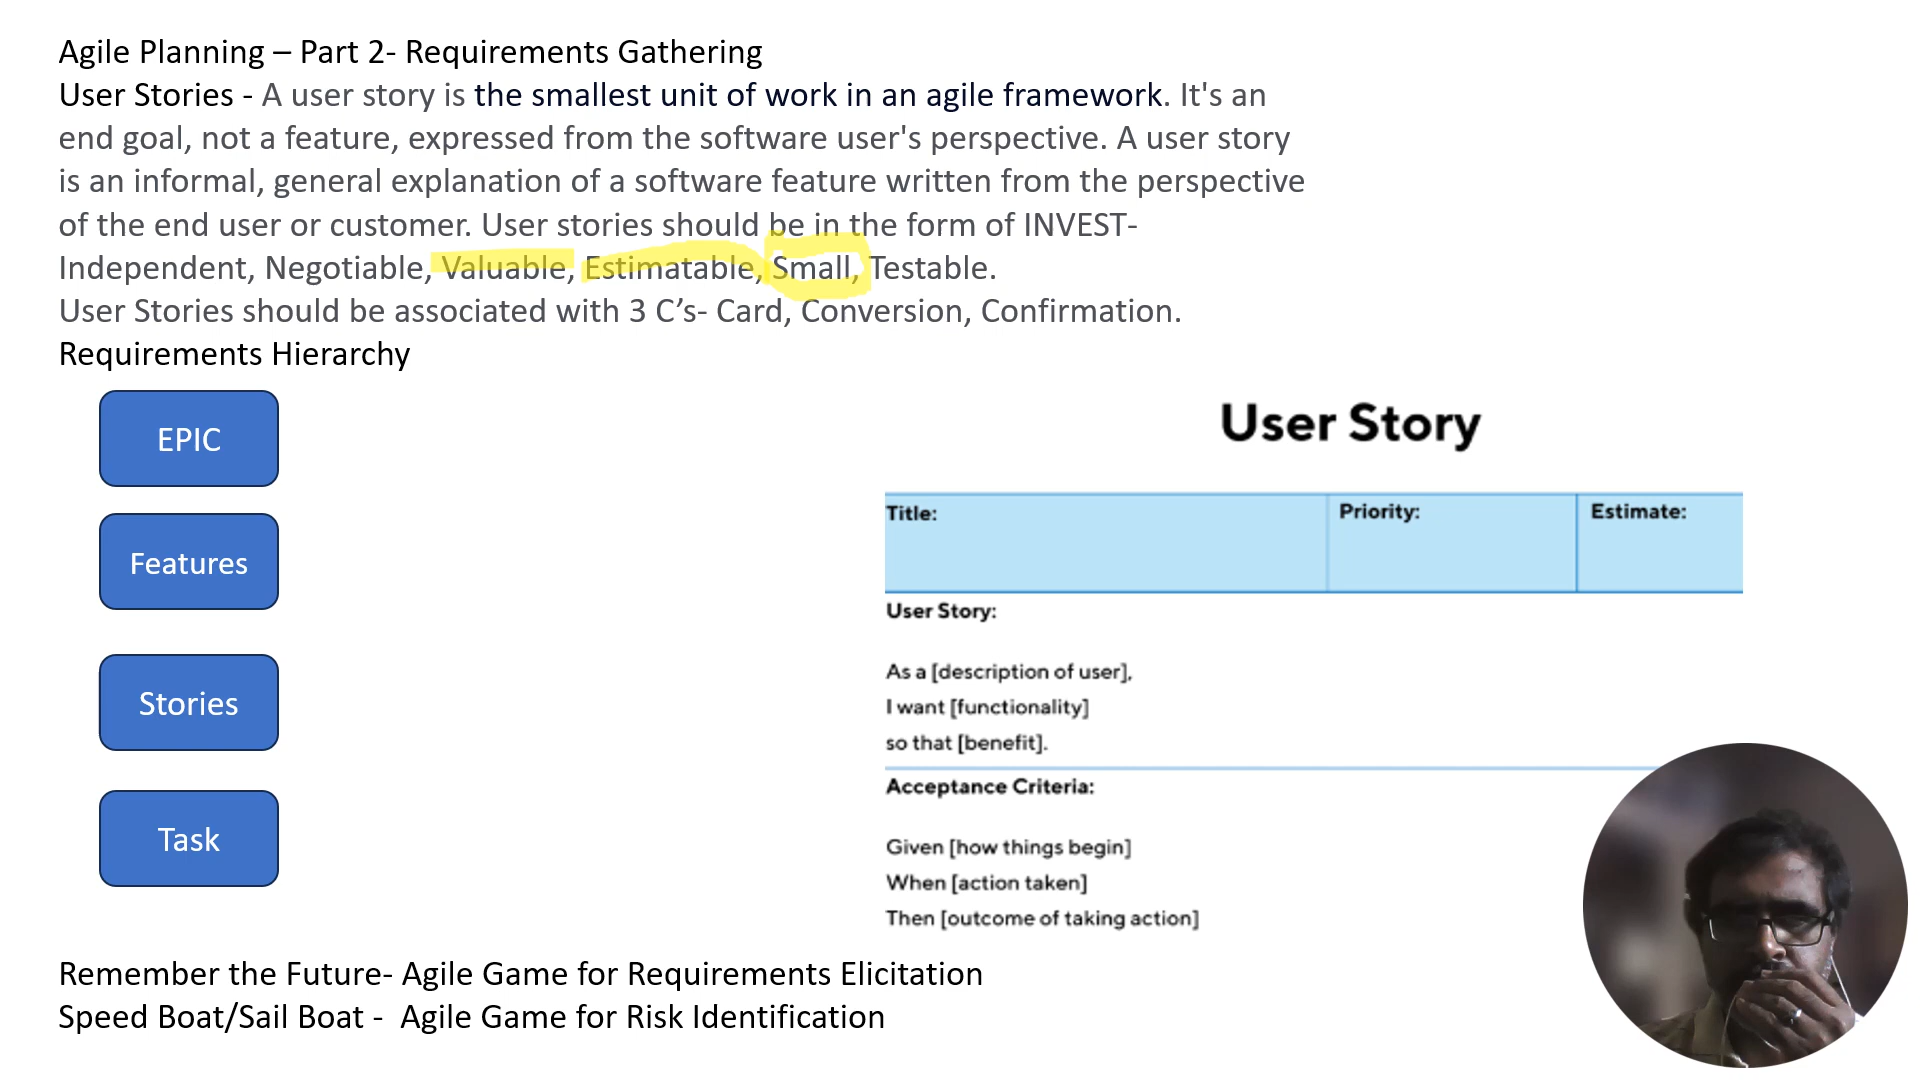 Agile Planning – Part 2- Requirements Gathering
User Stories - A user story is the smallest unit of work in an agile framework. It's an
end goal, not a feature, expressed from the software user's perspective. A user story
is an informal, general explanation of a software feature written from the perspective
of the end user or customer. User stories should be in the form of INVEST-
Independent, Negotiable, Valuable, Estimatable, Small, Testable.
User Stories should be associated with 3 C’s- Card, Conversion, Confirmation.
Requirements Hierarchy
EPIC
Features
Stories
Task
User Story
Title:
Priority:
Estimate:
User Story:
As a [description of user],
I want [functionality]
so that [benefit].
Acceptance Criteria:
Given [how things begin]
When [action taken]
Then [outcome of taking action]
Remember the Future- Agile Game for Requirements Elicitation
Speed Boat/Sail Boat -  Agile Game for Risk Identification